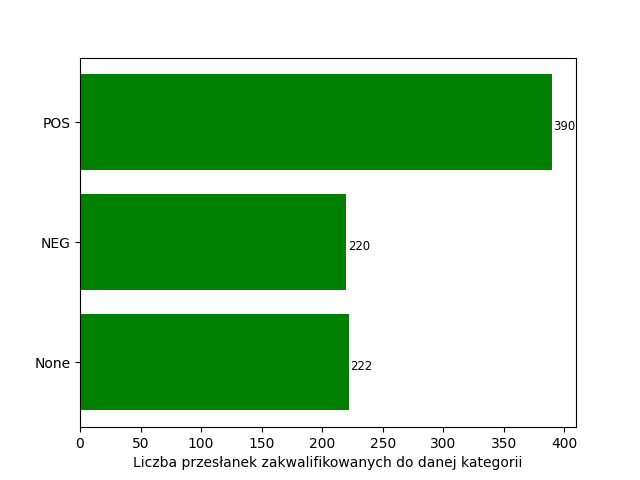 POS
390
NEG
220
None
222
0 50 100 150 200 250 300 350 400
Liczba przesłanek zakwalifikowanych do danej kategorii